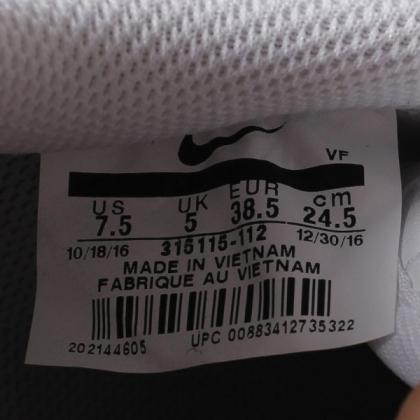 VF
US UK EUR cm
7.5 5 38.5 24.5
10/18/16 315115-112 12/30/16
MADE IN VIETNAM
FABRIQUE AU VIETNAM
202144605 UPC 00883412735322